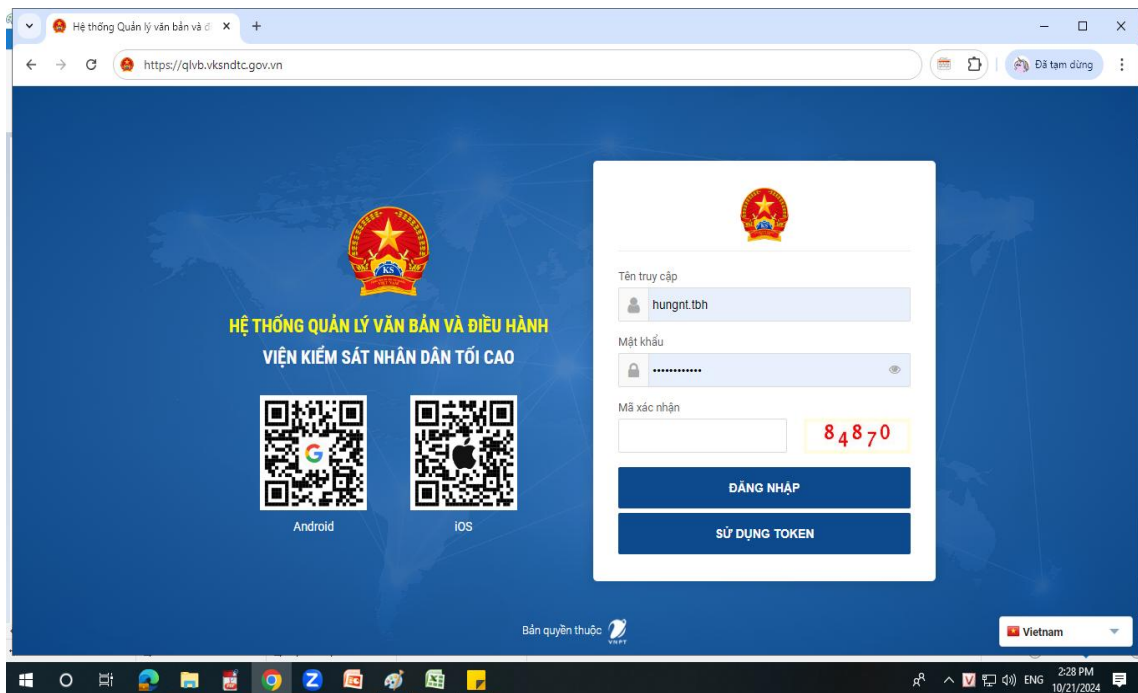 Hệ thống Quản lý văn bản và đi
https://qlvb.vksndtc.gov.vn
Đã tạm dừng
KS
HỆ THỐNG QUẢN LÝ VĂN BẢN VÀ ĐIỀU HÀNH
VIỆN KIỂM SÁT NHÂN DÂN TỐI CAO
G
Android
iOS
Tên truy cập
hungnt.tbh
Mật khẩu
••••••••••••
Mã xác nhận
84870
ĐĂNG NHẬP
SỬ DỤNG TOKEN
Bản quyền thuộc VNPT
Vietnam
ENG
2:28 PM
10/21/2024